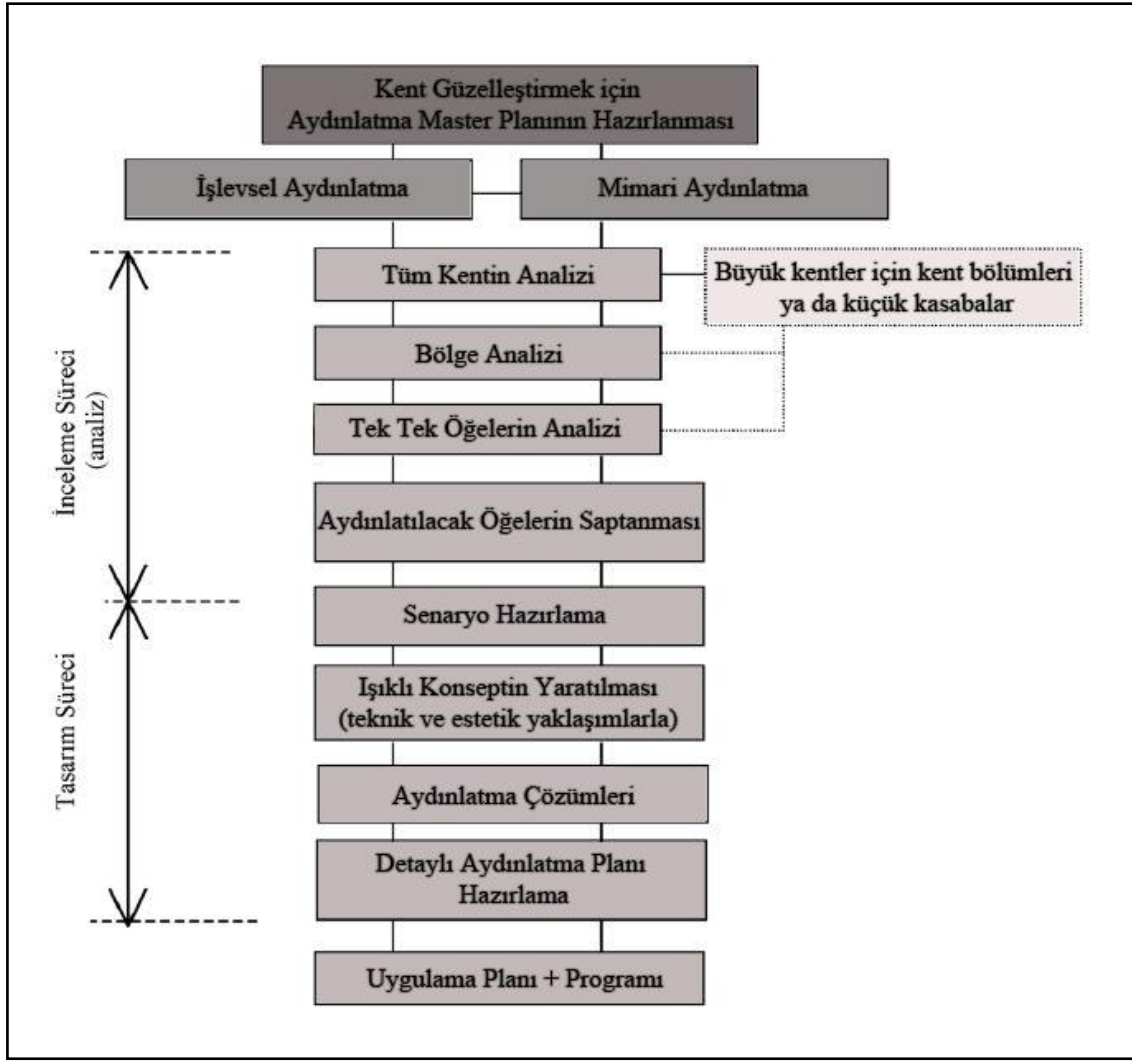 Kent Güzelleştirmek için
Aydınlatma Master Planının Hazırlanması
İşlevsel Aydınlatma
Mimari Aydınlatma
Tüm Kentin Analizi
Büyük kentler için kent bölümleri
ya da küçük kasabalar
Bölge Analizi
Tek Tek Öğelerin Analizi
Aydınlatılacak Öğelerin Saptanması
İnceleme Süreci
(analiz)
Senaryo Hazırlama
Işıklı Konseptin Yaratılması
(teknik ve estetik yaklaşımlarla)
Aydınlatma Çözümleri
Detaylı Aydınlatma Planı
Hazırlama
Tasarım Süreci
Uygulama Planı + Programı